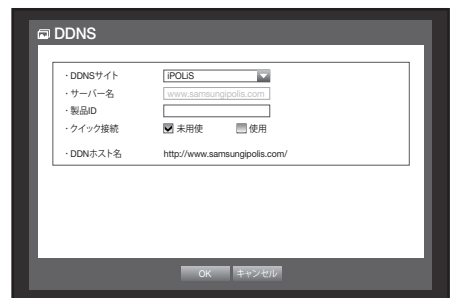 DDNS
· DDNSサイト iPOLiS
· サーバー名 www.samsungipolis.com
· 製品ID
· クイック接続 未用使 使用
· DDNホスト名 http://www.samsungipolis.com/
OK キャンセル